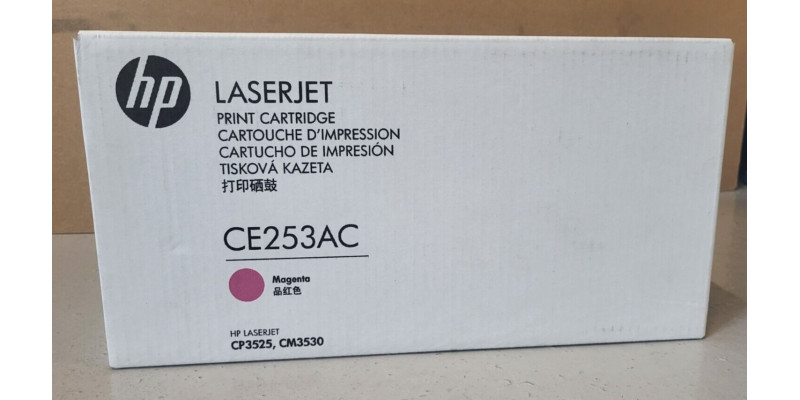 hp
LASERJET
PRINT CARTRIDGE
CARTOUCHE D'IMPRESSION
CARTUCHO DE IMPRESIÓN
TISKOVÁ KAZETA
打印硒鼓
CE253AC
Magenta
品红色
HP LASERJET
CP3525, CM3530